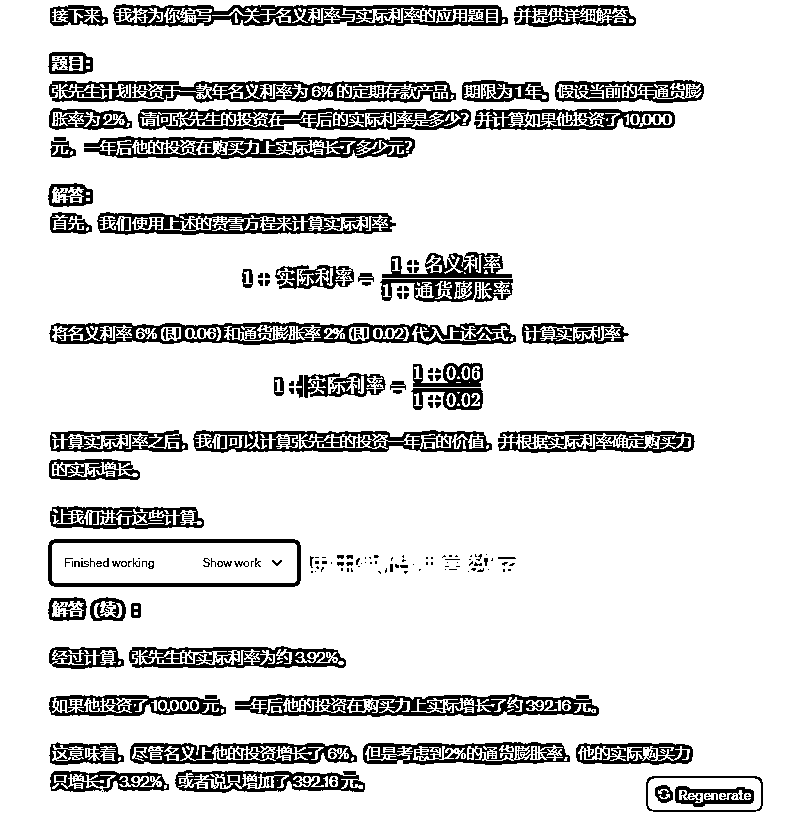 接下来，我将为你编写一个关于名义利率与实际利率的应用题目，并提供详细解答。
题目：
张先生计划投资于一款年名义利率为 6% 的定期存款产品，期限为 1 年。假设当前的年通货膨
胀率为 2%，请问张先生的投资在一年后的实际利率是多少？并计算如果他投资了 10,000
元，一年后他的投资在购买力上实际增长了多少元？
解答：
首先，我们使用上述的费雪方程来计算实际利率
1 + 实际利率 = 1 + 名义利率
1 + 通货膨胀率
将名义利率 6% (即 0.06) 和通货膨胀率 2% (即 0.02) 代入上述公式，计算实际利率
1 + 实际利率 = 1 + 0.06
1 + 0.02
计算实际利率之后，我们可以计算张先生的投资一年后的价值，并根据实际利率确定购买力
的实际增长。
让我们进行这些计算。
Finished working Show work
解答（续）：
经过计算，张先生的实际利率为约 3.92%。
如果他投资了 10,000 元，一年后他的投资在购买力上实际增长了约 392.16 元。
这意味着，尽管名义上他的投资增长了 6%，但是考虑到2%的通货膨胀率，他的实际购买力
只增长了 3.92%，或者说只增加了 392.16 元。
Regenerate